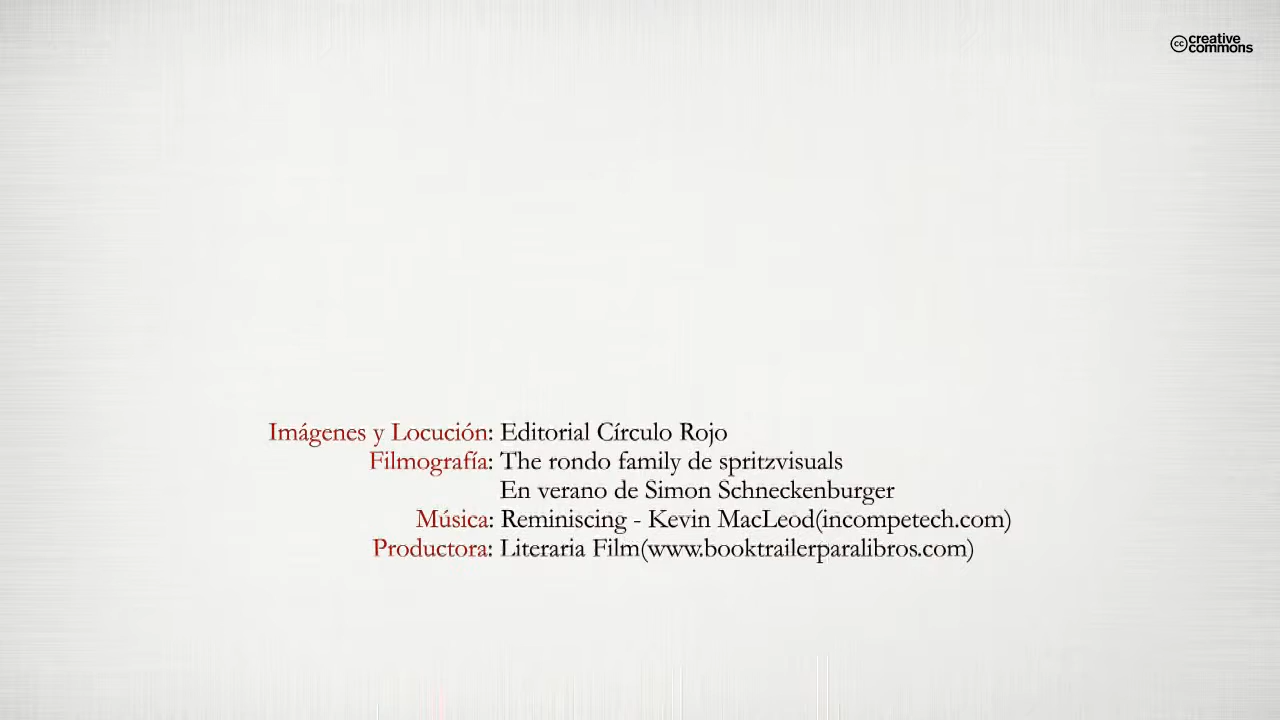 cc creative
commons
Imágenes y Locución: Editorial Círculo Rojo
Filmografía: The rondo family de spritzvisuals
En verano de Simon Schneckenburger
Música: Reminiscing - Kevin MacLeod(incompetech.com)
Productora: Literaria Film(www.booktrailerparalibros.com)